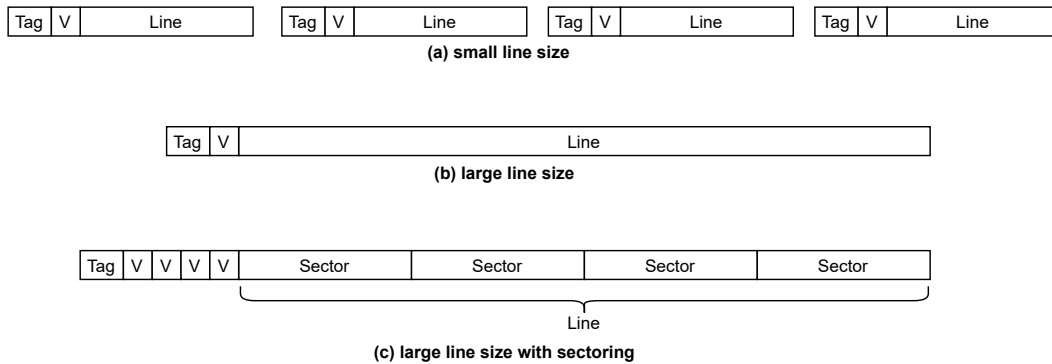 Tag V Line Tag V Line Tag V Line Tag V Line
(a) small line size
Tag V Line
(b) large line size
Tag V V V V Sector Sector Sector Sector
Line
(c) large line size with sectoring